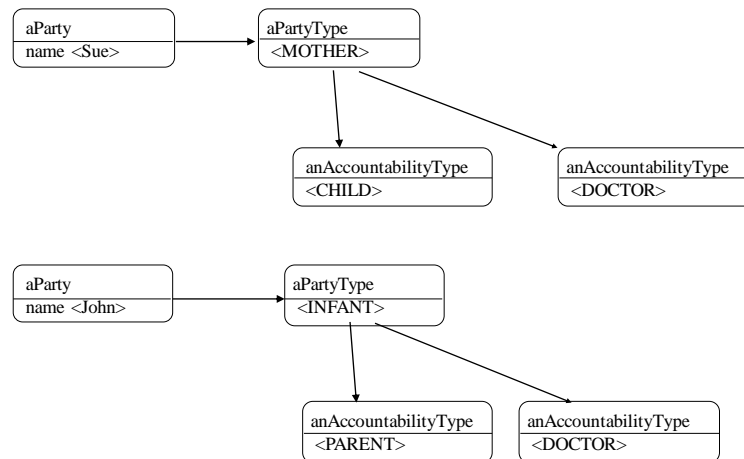 aParty
name <Sue>
aPartyType
<MOTHER>
anAccountabilityType
<CHILD>
anAccountabilityType
<DOCTOR>
aParty
name <John>
aPartyType
<INFANT>
anAccountabilityType
<PARENT>
anAccountabilityType
<DOCTOR>